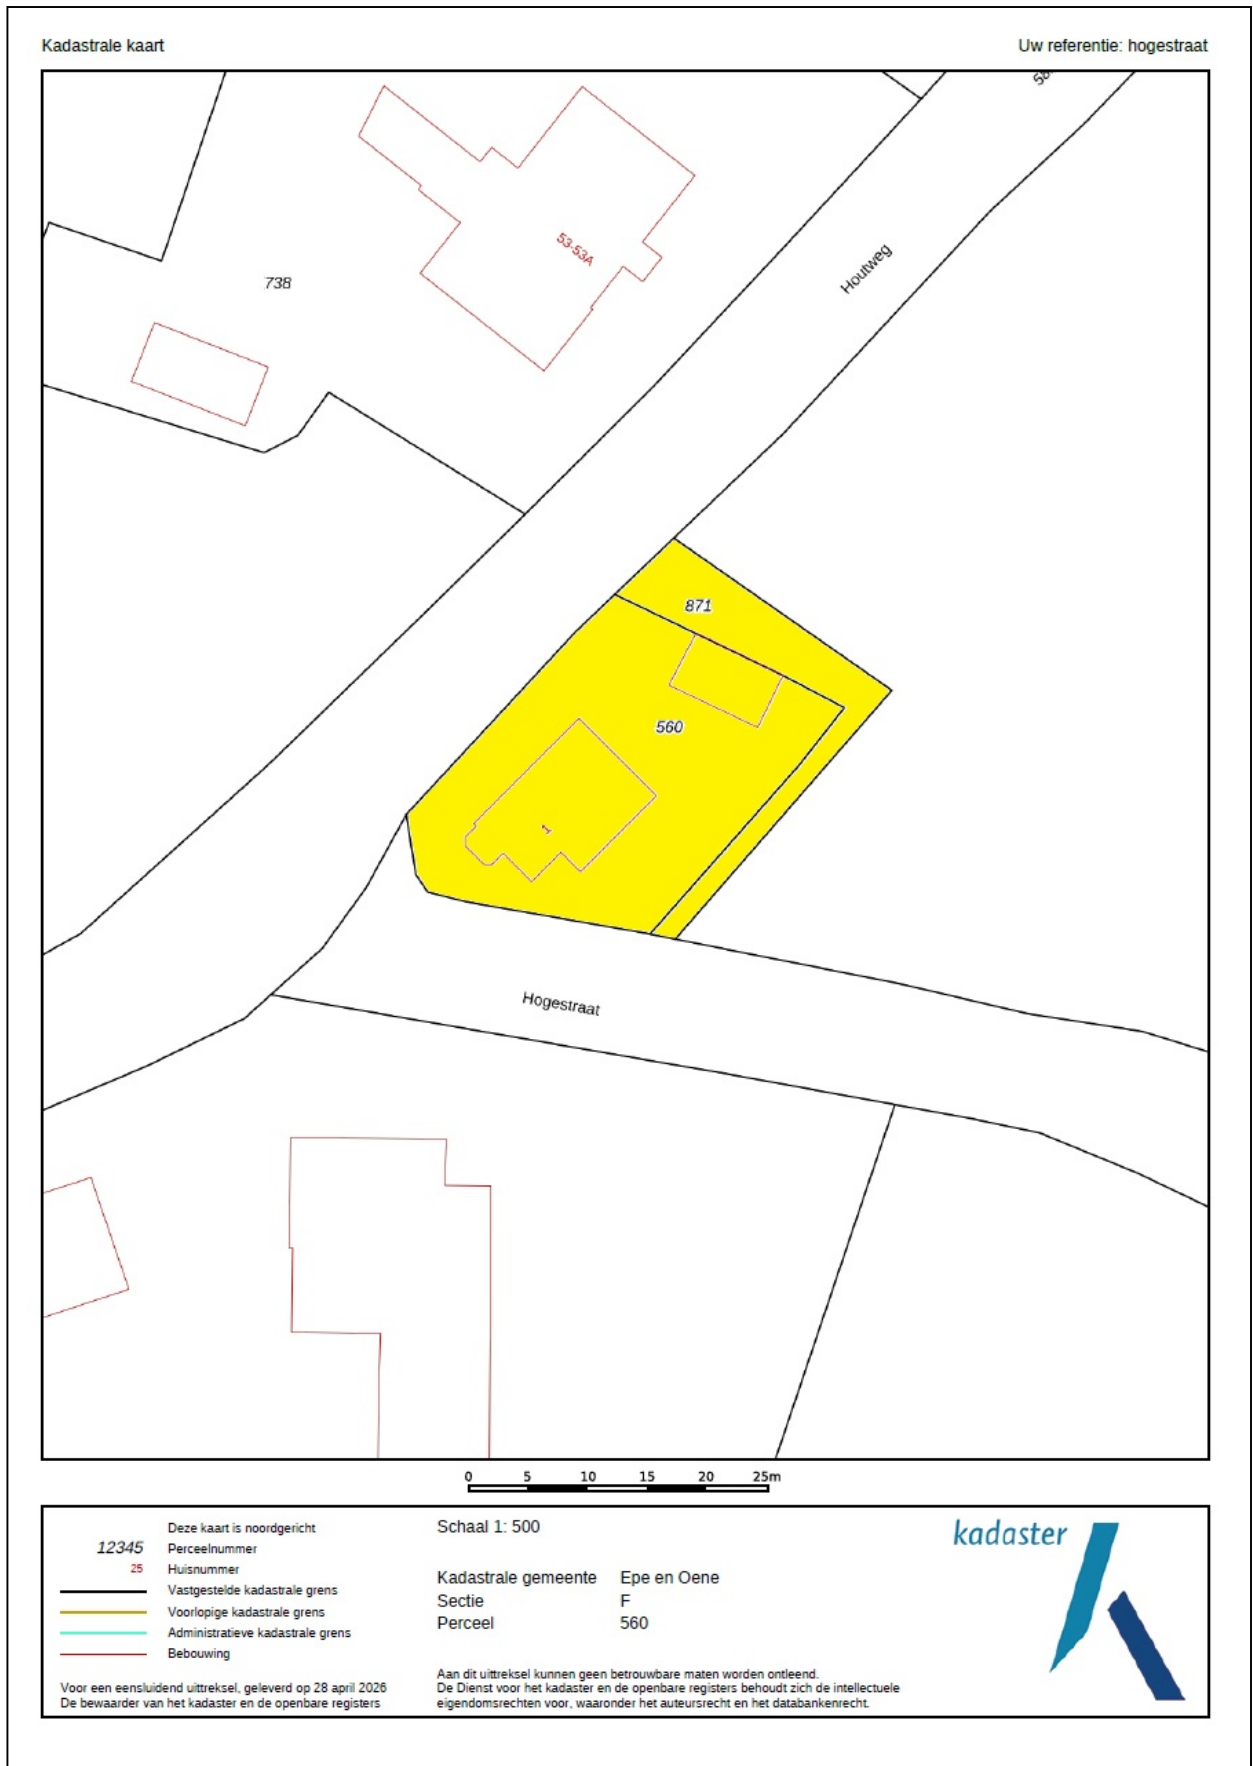 Kadastrale kaart
Uw referentie: hogestraat
53-53A
738
Houtweg
871
560
1
Hogestraat
0 5 10 15 20 25m
12345
25
Deze kaart is noordgericht
Perceelnummer
Huisnummer
Vastgestelde kadastrale grens
Voorlopige kadastrale grens
Administratieve kadastrale grens
Bebouwing
Voor een eensluidend uittreksel, geleverd op 28 april 2026
De bewaarder van het kadaster en de openbare registers
Schaal 1: 500
Kadastrale gemeente Epe en Oene
Sectie F
Perceel 560
Aan dit uittreksel kunnen geen betrouwbare maten worden ontleend.
De Dienst voor het kadaster en de openbare registers behoudt zich de intellectuele
eigendomsrechten voor, waaronder het auteursrecht en het databankenrecht.
kadaster